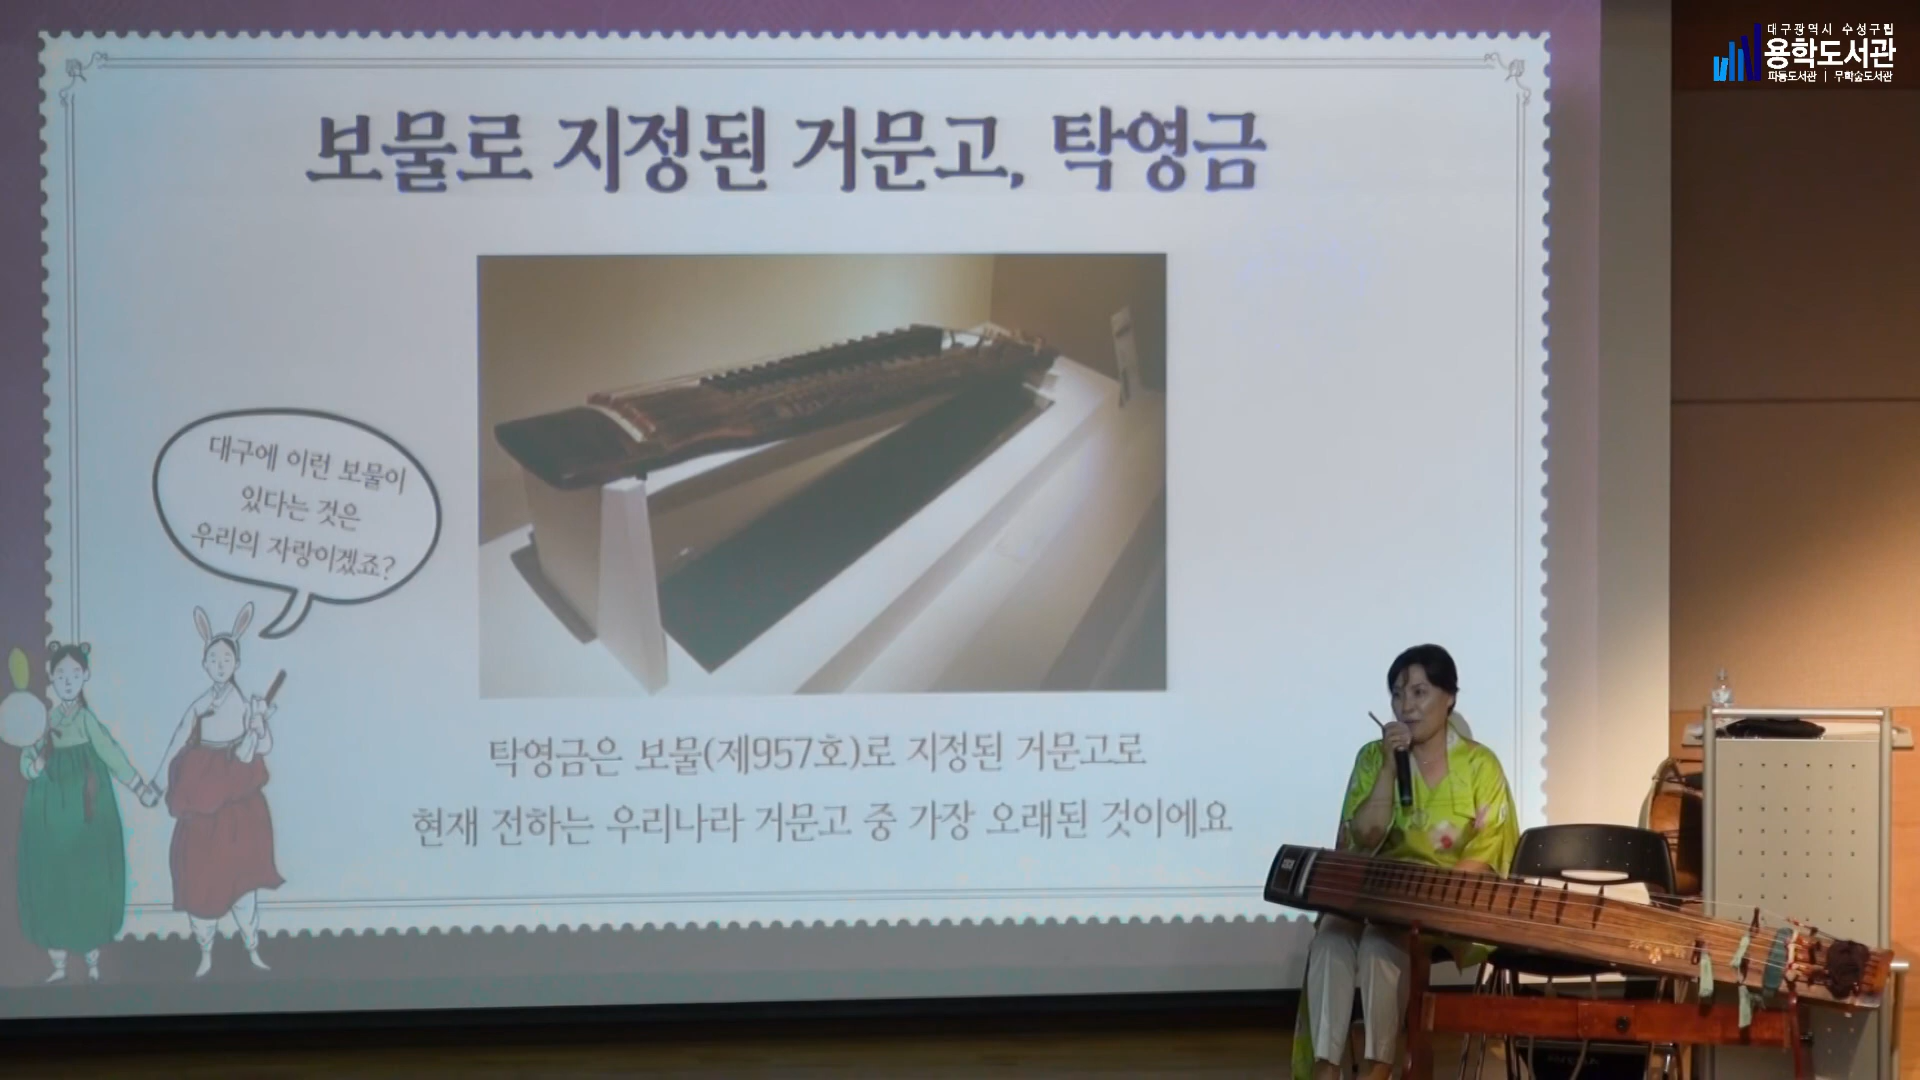 대구광역시 수성구립
용학도서관
파동도서관 | 무학숲도서관
보물로 지정된 거문고, 탁영금
대구에 이런 보물이
있다는 것은
우리의 자랑이겠죠?
탁영금은 보물(제957호)로 지정된 거문고로
현재 전하는 우리나라 거문고 중 가장 오래된 것이에요